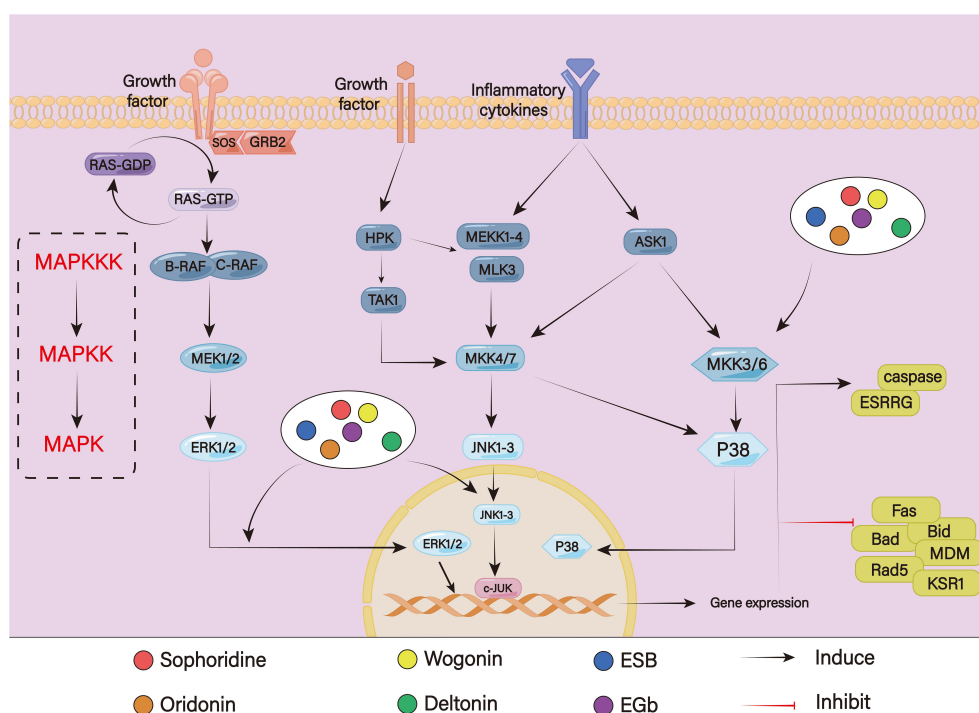 Growth
factor
Growth
factor
Inflammatory
cytokines
SOS
GRB2
RAS-GDP
RAS-GTP
HPK
MEKK1-4
ASK1
MAPKKK
B-RAF
C-RAF
MLK3
TAK1
MAPKK
MEK1/2
MKK4/7
MKK3/6
caspase
ESRRG
MAPK
ERK1/2
JNK1-3
P38
JNK1-3
Fas
Bad
Bid
MDM
ERK1/2
P38
Rad5
KSR1
c-JUK
Gene expression
Sophoridine
Wogonin
ESB
Induce
Oridonin
Deltonin
EGb
Inhibit